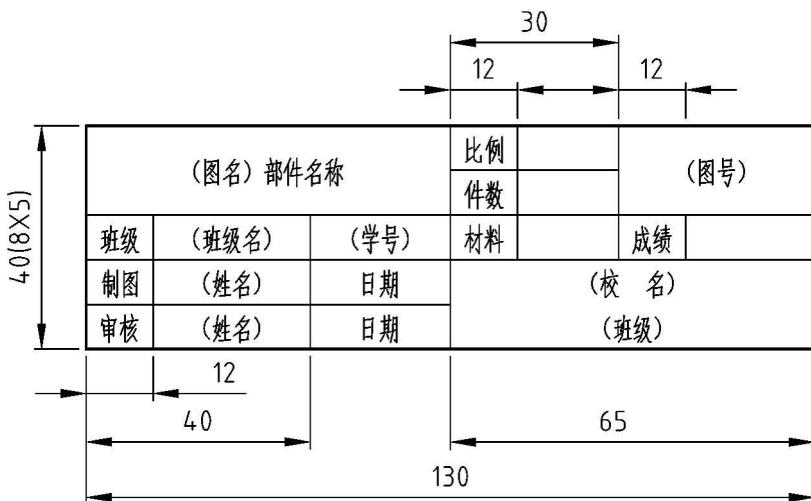 30
12 12
(图名) 部件名称 比例 (图号)
件数
40(8X5)
班级 (班级名) (学号) 材料 成绩
制图 (姓名) 日期 (校 名)
审核 (姓名) 日期 (班级)
12
40 65
130